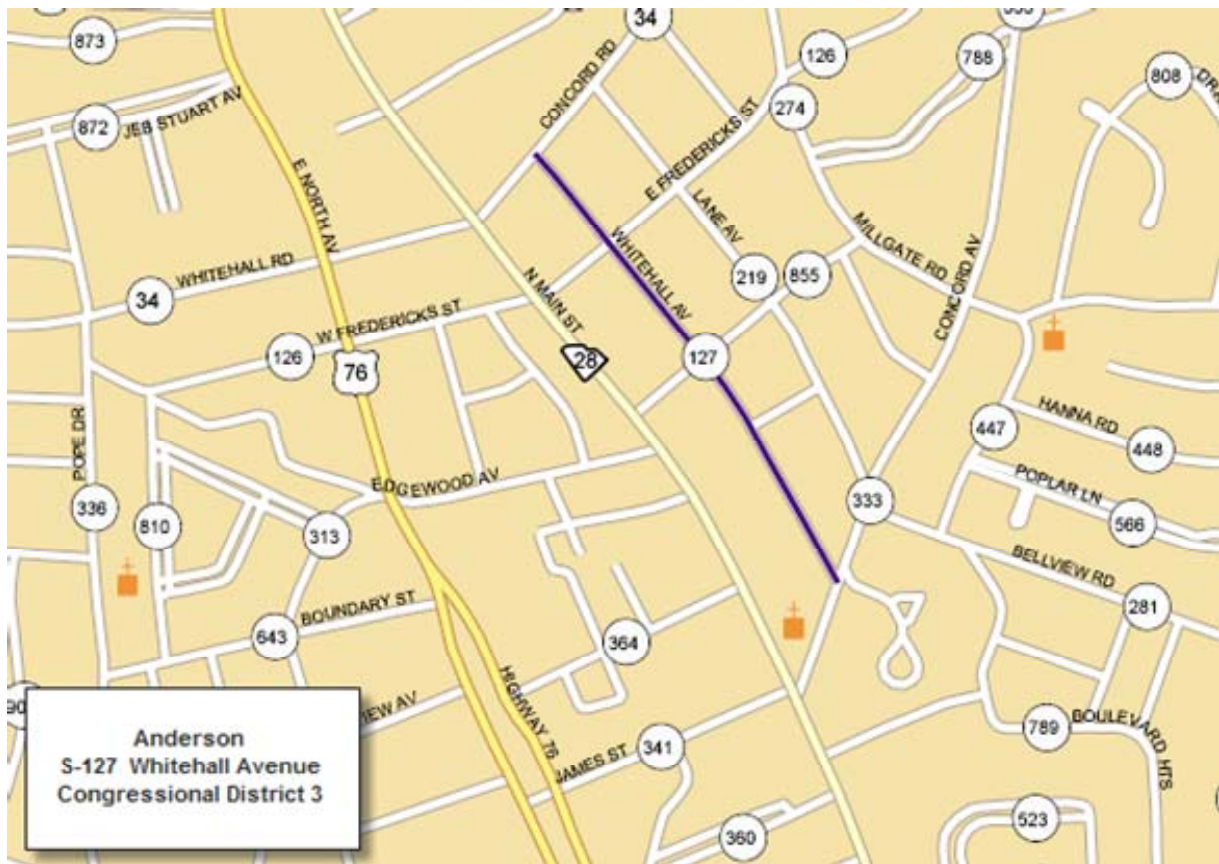 873
34
126
788
808
CONCORD RD
274
872
JEB STUART AV
E NORTH AV
E FREDERICKS ST
LANE AV
WHITEHALL AV
MILLGATE RD
CONCORD AV
WHITEHALL RD
34
219
855
N MAIN ST
W FREDERICKS ST
126
76
28
127
HANNA RD
447
448
POPE DR
EDGEWOOD AV
336
810
313
333
POPLAR LN
566
BELLVIEW RD
281
BOUNDARY ST
643
364
HIGHWAY 76
JAMES ST
341
789
BOULEVARD HTS
360
523
Anderson
S-127 Whitehall Avenue
Congressional District 3